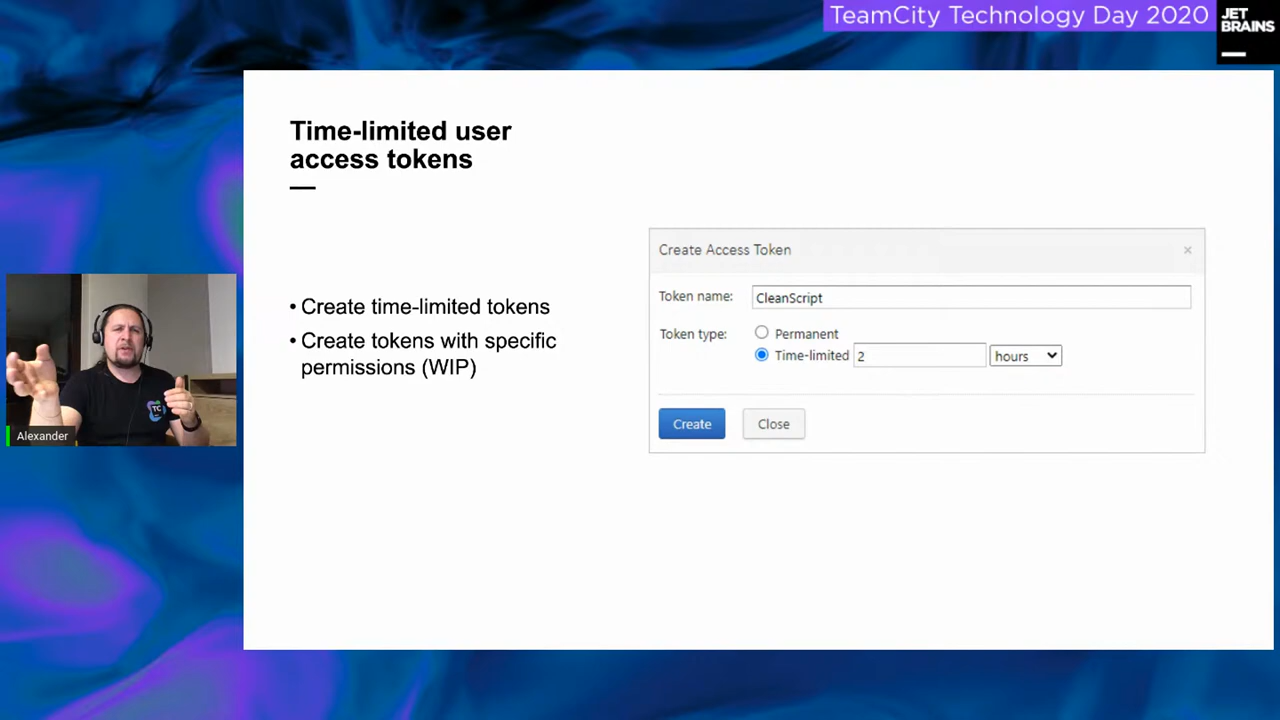 TeamCity Technology Day 2020
JET
BRAINS
Time-limited user
access tokens
• Create time-limited tokens
• Create tokens with specific
permissions (WIP)
Create Access Token ×
Token name: CleanScript
Token type: Permanent
Time-limited 2 hours
Create Close
TC
Alexander